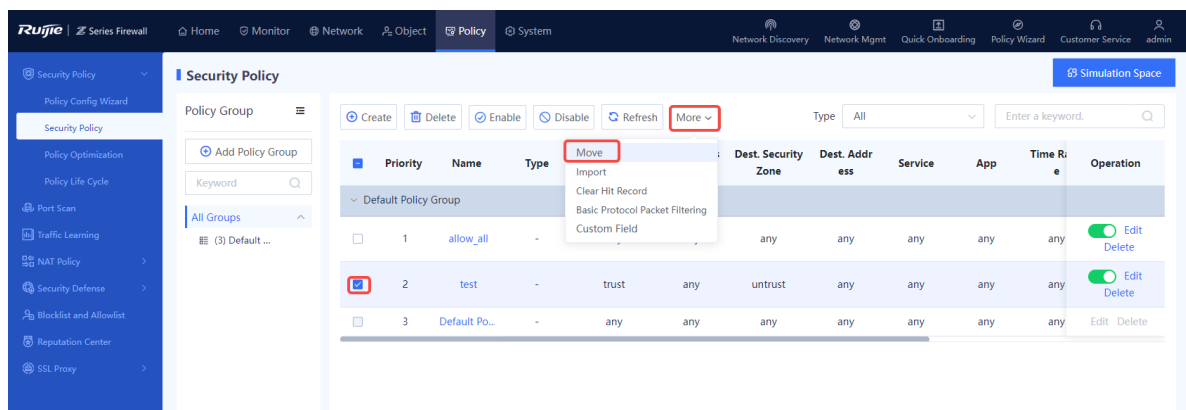 Ruijie | Z Series Firewall Home Monitor Network Object Policy System Network Discovery Network Mgmt Quick Onboarding Policy Wizard Customer Service admin
Security Policy
Policy Config Wizard
Security Policy
Policy Optimization
Policy Life Cycle
Port Scan
Traffic Learning
NAT Policy
Security Defense
Blocklist and Allowlist
Reputation Center
SSL Proxy
Security Policy Simulation Space
Policy Group
Add Policy Group
Keyword
All Groups
(3) Default ...
Create Delete Enable Disable Refresh More Type All Enter a keyword.
Move
Import
Clear Hit Record
Basic Protocol Packet Filtering
Custom Field
Priority Name Type Dest. Security Zone Dest. Addr ess Service App Time Ra e Operation
Default Policy Group
1 allow_all - any any any any any Edit Delete
2 test - trust any untrust any any any any Edit Delete
3 Default Po... - any any any any any any any Edit Delete